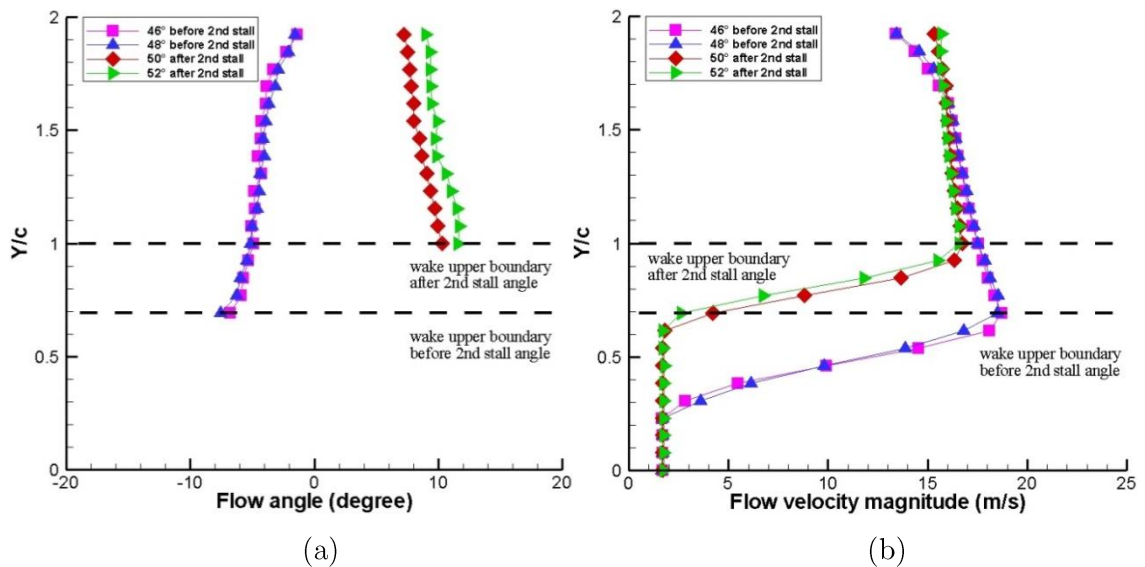 2
1.5
1
0.5
0
Y/c
-20
-10
0
10
20
Flow angle (degree)
46° before 2nd stall
48° before 2nd stall
50° after 2nd stall
52° after 2nd stall
wake upper boundary
after 2nd stall angle
wake upper boundary
before 2nd stall angle
(a)
2
1.5
1
0.5
0
Y/c
0
5
10
15
20
25
Flow velocity magnitude (m/s)
46° before 2nd stall
48° before 2nd stall
50° after 2nd stall
52° after 2nd stall
wake upper boundary
after 2nd stall angle
wake upper boundary
before 2nd stall angle
(b)